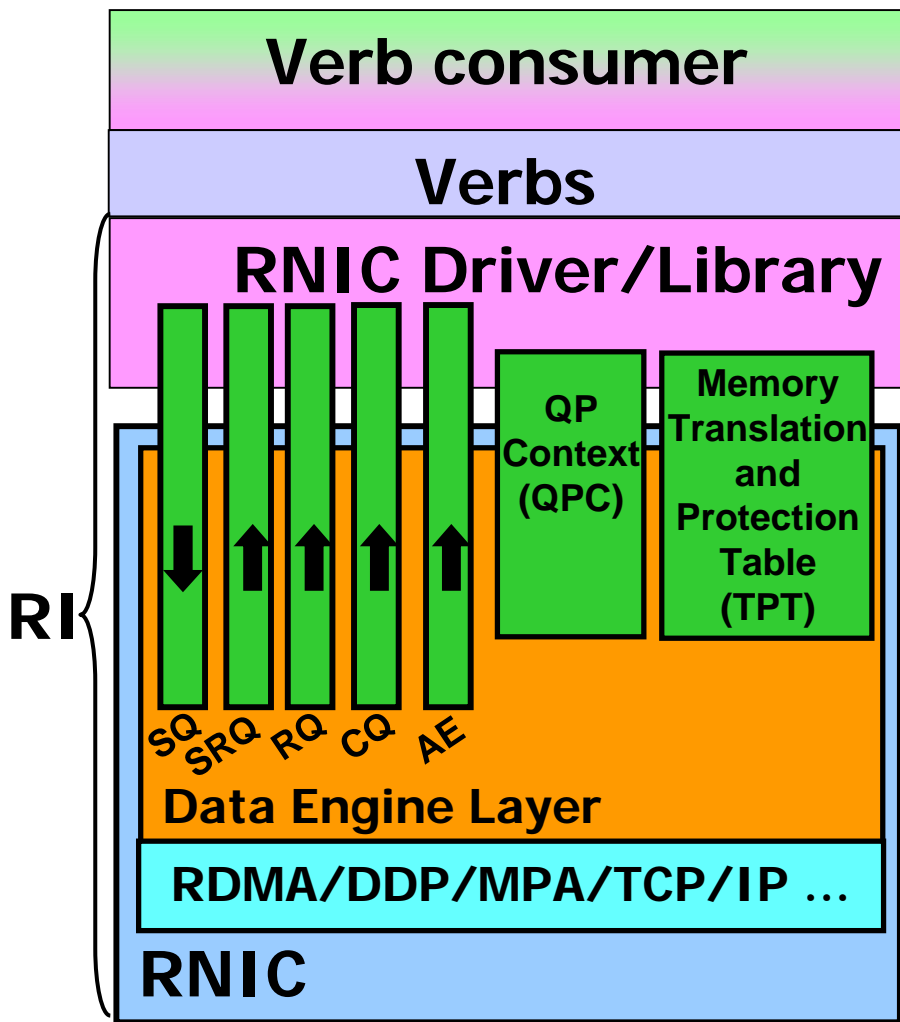 Verb consumer
Verbs
RNIC Driver/Library
QP
Context
(QPC)
Memory
Translation
and
Protection
Table
(TPT)
RI
SQ
SRQ
RQ
CQ
AE
Data Engine Layer
RDMA/DDP/MPA/TCP/IP ...
RNIC